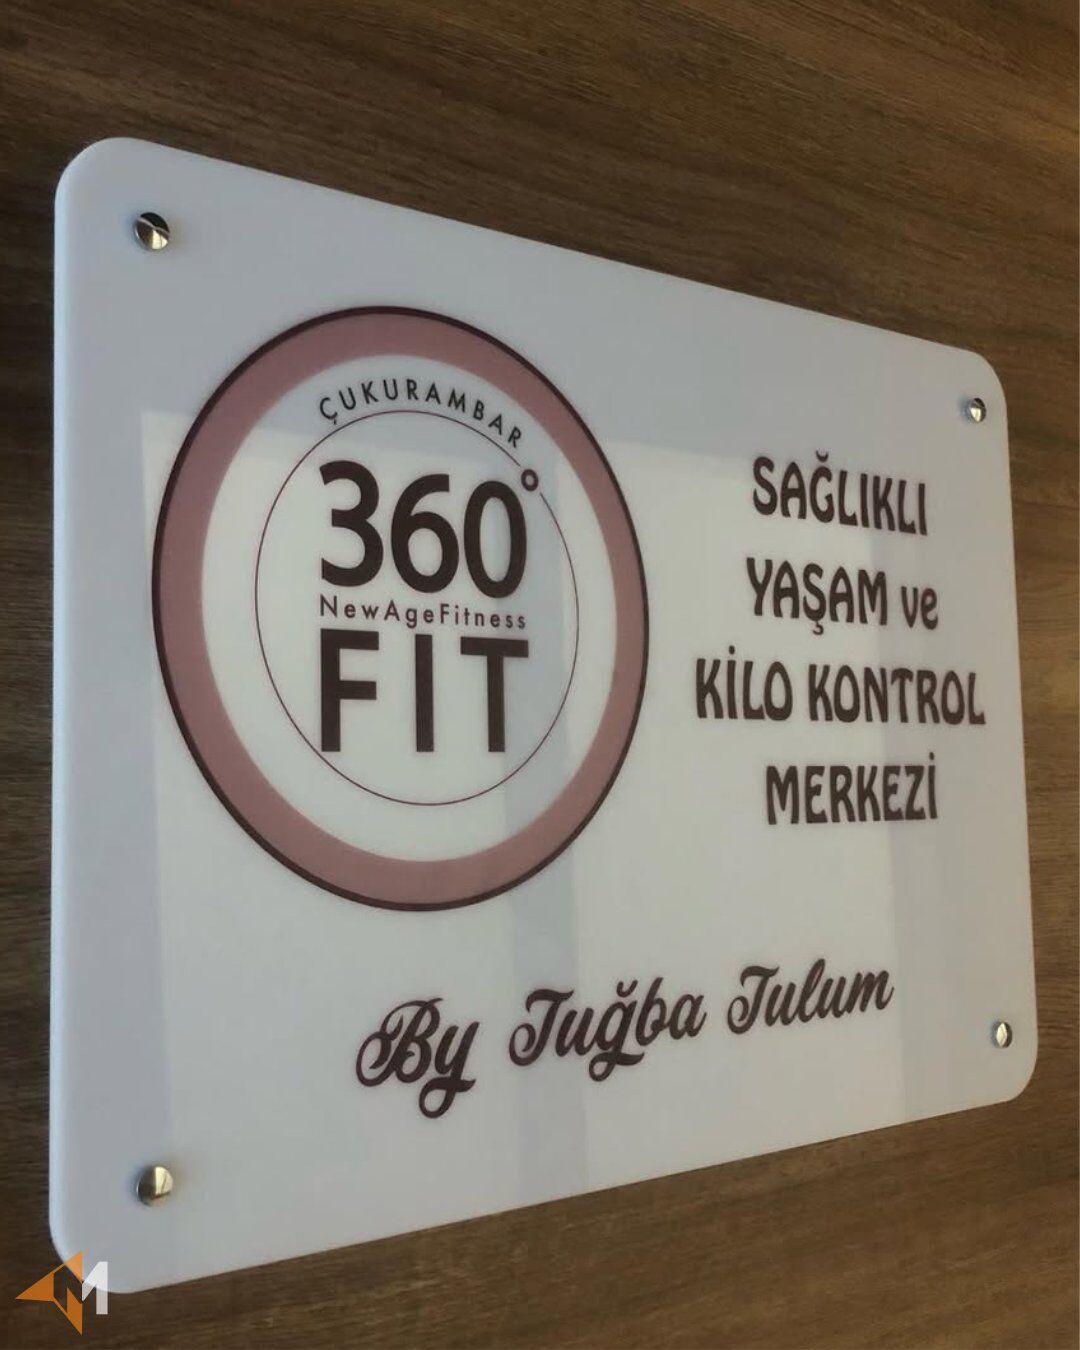 ÇUKURAMBAR
360°
NewAgeFitness
FIT
SAĞLIKLI
YAŞAM ve
KİLO KONTROL
MERKEZİ
By Tuğba Tulum
M